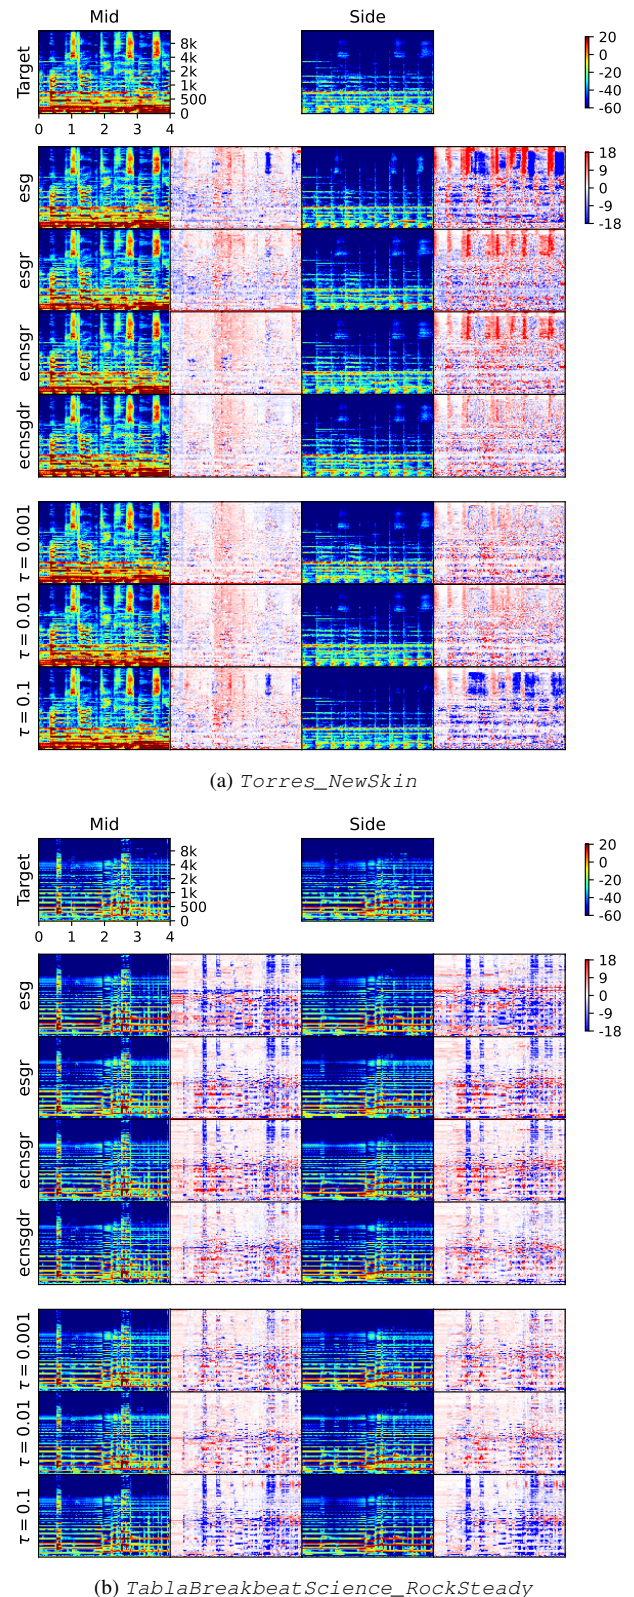 Mid Side
Target
8k
4k
2k
1k
500
0
0 1 2 3 4
20
0
-20
-40
-60
18
9
0
-9
-18
esg
esgr
ecnsgr
ecnsgdr
τ = 0.001
τ = 0.01
τ = 0.1
(a) Torres_NewSkin
Mid Side
Target
8k
4k
2k
1k
500
0
0 1 2 3 4
20
0
-20
-40
-60
18
9
0
-9
-18
esg
esgr
ecnsgr
ecnsgdr
τ = 0.001
τ = 0.01
τ = 0.1
(b) TablaBreakbeatScience_RockSteady